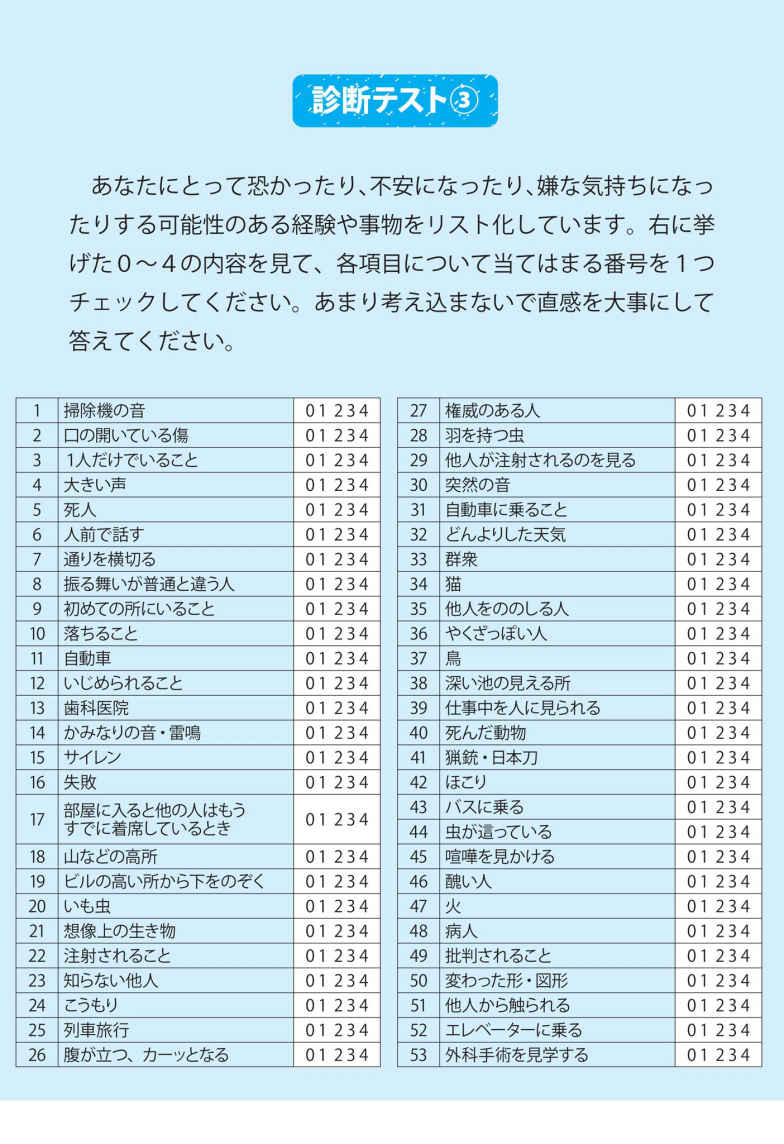 診断テスト③
あなたにとって恐かったり、不安になったり、嫌な気持ちになっ
たりする可能性のある経験や事物をリスト化しています。右に挙
げた０～４の内容を見て、各項目について当てはまる番号を１つ
チェックしてください。あまり考え込まないで直感を大事にして
答えてください。
1 掃除機の音 0 1 2 3 4
2 口の開いている傷 0 1 2 3 4
3 1人だけでいること 0 1 2 3 4
4 大きい声 0 1 2 3 4
5 死人 0 1 2 3 4
6 人前で話す 0 1 2 3 4
7 通りを横切る 0 1 2 3 4
8 振る舞いが普通と違う人 0 1 2 3 4
9 初めての所にいること 0 1 2 3 4
10 落ちること 0 1 2 3 4
11 自動車 0 1 2 3 4
12 いじめられること 0 1 2 3 4
13 歯科医院 0 1 2 3 4
14 かみなりの音・雷鳴 0 1 2 3 4
15 サイレン 0 1 2 3 4
16 失敗 0 1 2 3 4
17 部屋に入ると他の人はもう
すでに着席しているとき 0 1 2 3 4
18 山などの高所 0 1 2 3 4
19 ビルの高い所から下をのぞく 0 1 2 3 4
20 いも虫 0 1 2 3 4
21 想像上の生き物 0 1 2 3 4
22 注射されること 0 1 2 3 4
23 知らない他人 0 1 2 3 4
24 こうもり 0 1 2 3 4
25 列車旅行 0 1 2 3 4
26 腹が立つ、カーッとなる 0 1 2 3 4
27 権威のある人 0 1 2 3 4
28 羽を持つ虫 0 1 2 3 4
29 他人が注射されるのを見る 0 1 2 3 4
30 突然の音 0 1 2 3 4
31 自動車に乗ること 0 1 2 3 4
32 どんよりした天気 0 1 2 3 4
33 群衆 0 1 2 3 4
34 猫 0 1 2 3 4
35 他人をののしる人 0 1 2 3 4
36 やくざっぽい人 0 1 2 3 4
37 鳥 0 1 2 3 4
38 深い池の見える所 0 1 2 3 4
39 仕事中を人に見られる 0 1 2 3 4
40 死んだ動物 0 1 2 3 4
41 猟銃・日本刀 0 1 2 3 4
42 ほこり 0 1 2 3 4
43 バスに乗る 0 1 2 3 4
44 虫が這っている 0 1 2 3 4
45 喧嘩を見かける 0 1 2 3 4
46 醜い人 0 1 2 3 4
47 火 0 1 2 3 4
48 病人 0 1 2 3 4
49 批判されること 0 1 2 3 4
50 変わった形・図形 0 1 2 3 4
51 他人から触られる 0 1 2 3 4
52 エレベーターに乗る 0 1 2 3 4
53 外科手術を見学する 0 1 2 3 4